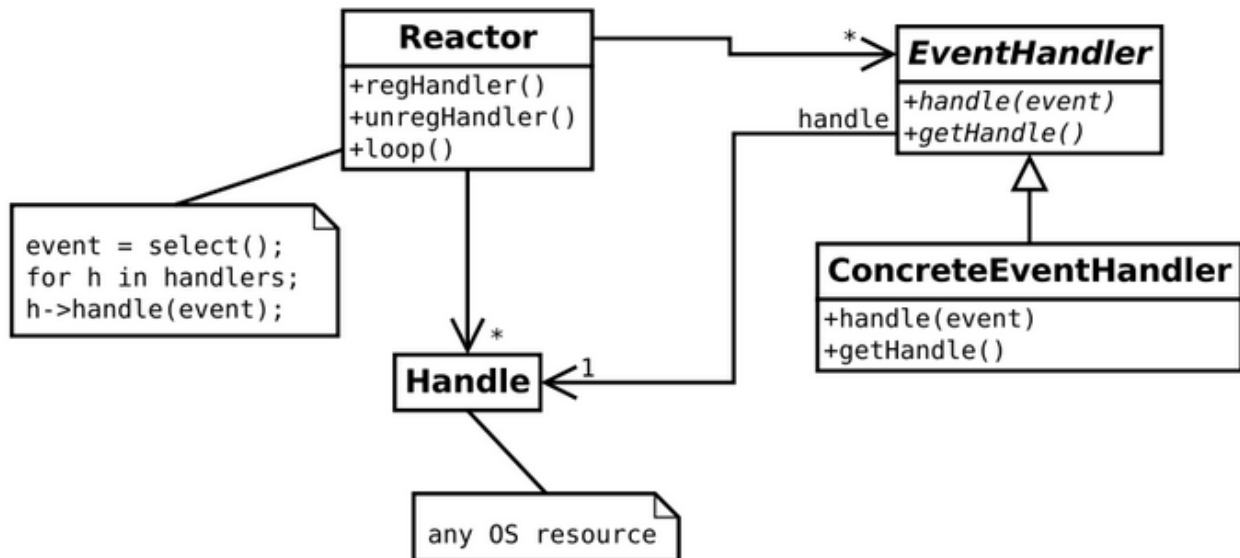 Reactor
+regHandler()
+unregHandler()
+loop()
*
EventHandler
+handle(event)
+getHandle()
handle
event = select();
for h in handlers;
h->handle(event);
ConcreteEventHandler
+handle(event)
+getHandle()
*
1
Handle
any OS resource